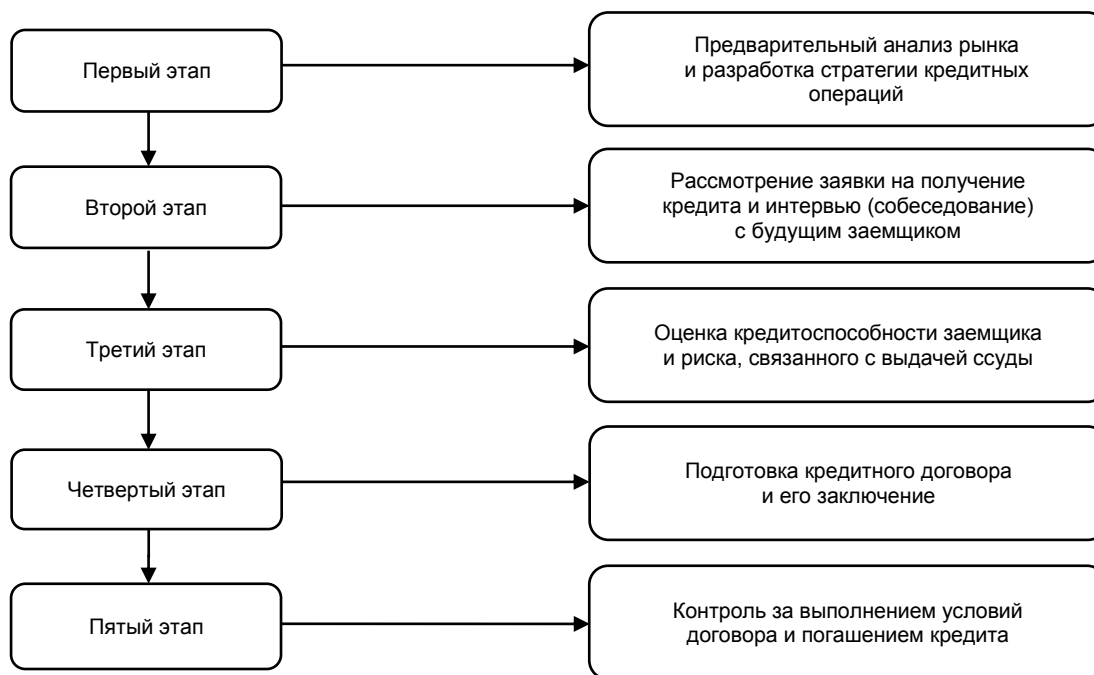 Первый этап
Предварительный анализ рынка
и разработка стратегии кредитных
операций
Второй этап
Рассмотрение заявки на получение
кредита и интервью (собеседование)
с будущим заемщиком
Третий этап
Оценка кредитоспособности заемщика
и риска, связанного с выдачей ссуды
Четвертый этап
Подготовка кредитного договора
и его заключение
Пятый этап
Контроль за выполнением условий
договора и погашением кредита